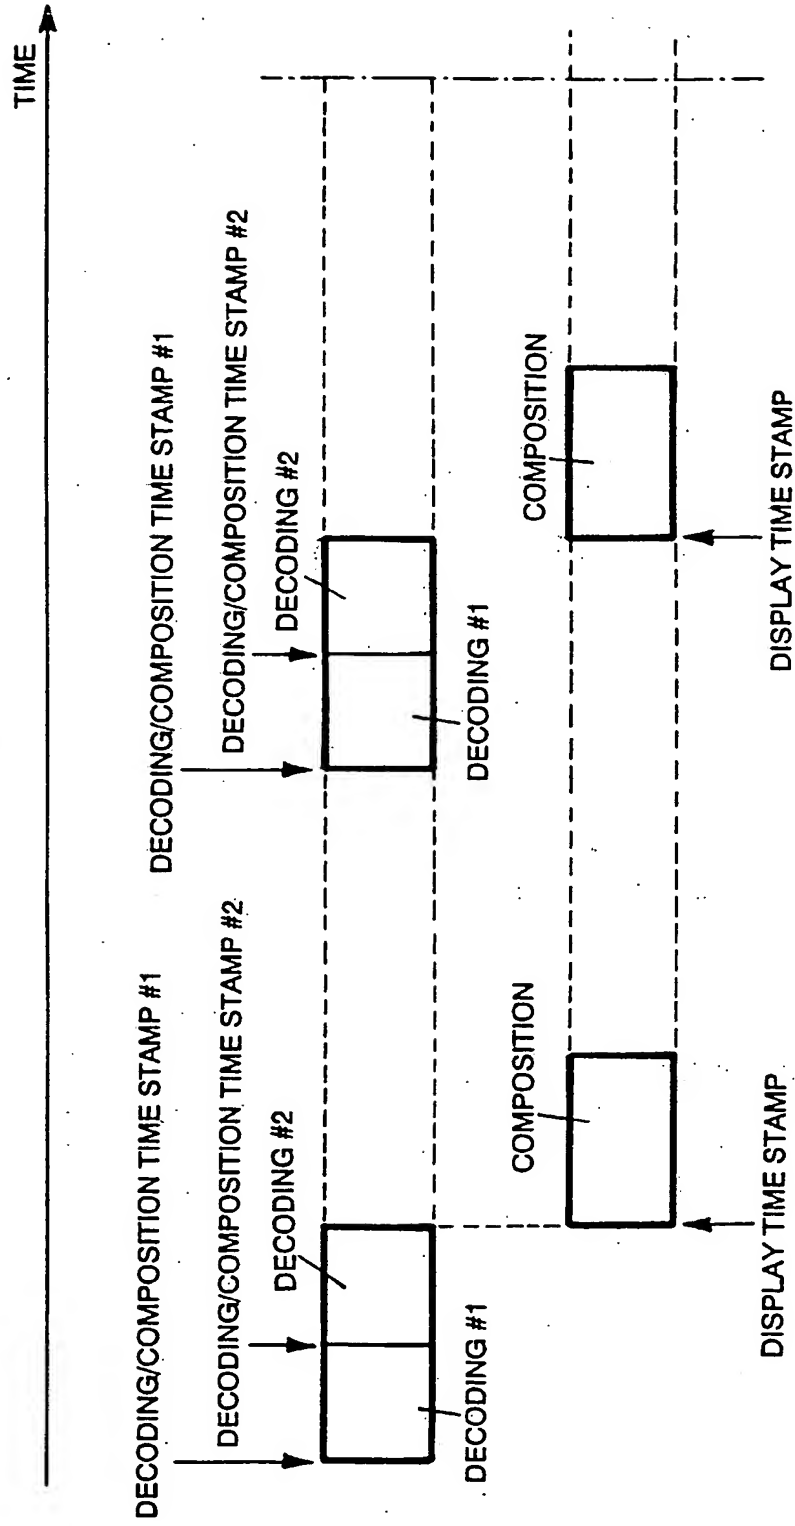 TIME
DECODING/COMPOSITION TIME STAMP #1
DECODING/COMPOSITION TIME STAMP #2
DECODING #2
DECODING #1
COMPOSITION
DISPLAY TIME STAMP
DECODING/COMPOSITION TIME STAMP #1
DECODING/COMPOSITION TIME STAMP #2
DECODING #2
DECODING #1
COMPOSITION
DISPLAY TIME STAMP